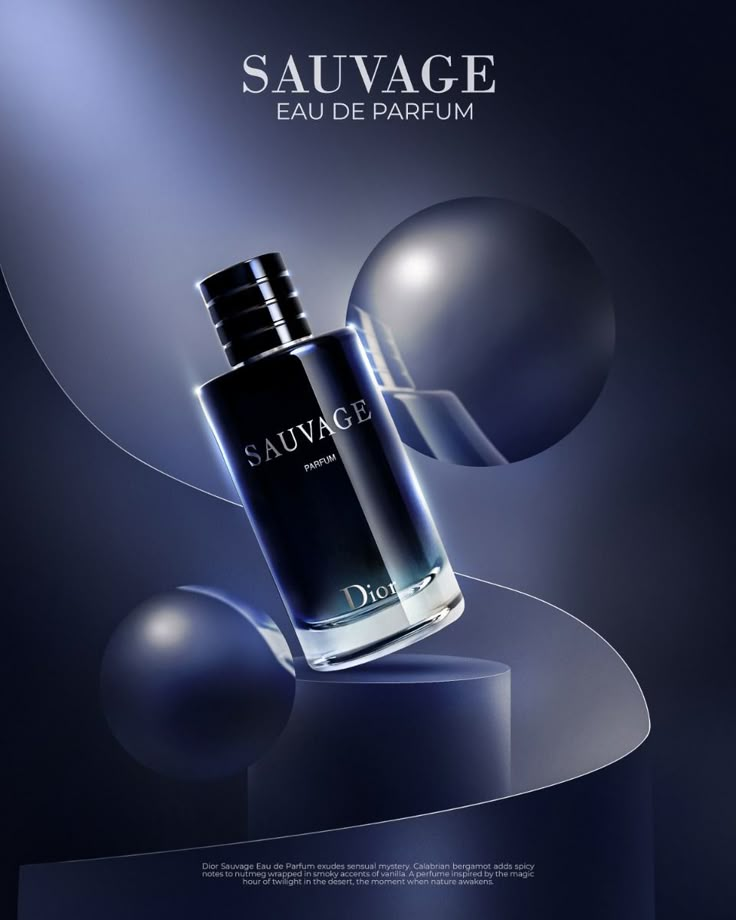 SAUVAGE
EAU DE PARFUM
SAUVAGE
PARFUM
Dior
Dior Sauvage Eau de Parfum exudes sensual mystery. Calabrian bergamot adds spicy
notes to nutmeg wrapped in smoky accents of vanilla. A perfume inspired by the magic
hour of twilight in the desert, the moment when nature awakens.